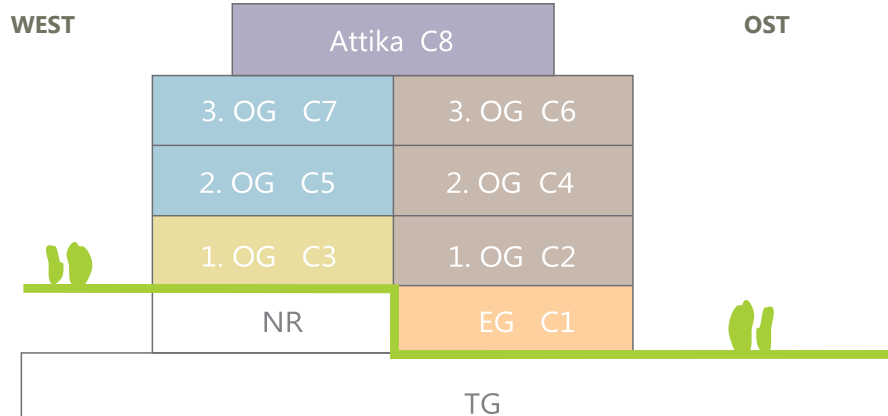 WEST
OST
Attika C8
3. OG C7
3. OG C6
2. OG C5
2. OG C4
1. OG C3
1. OG C2
NR
EG C1
TG